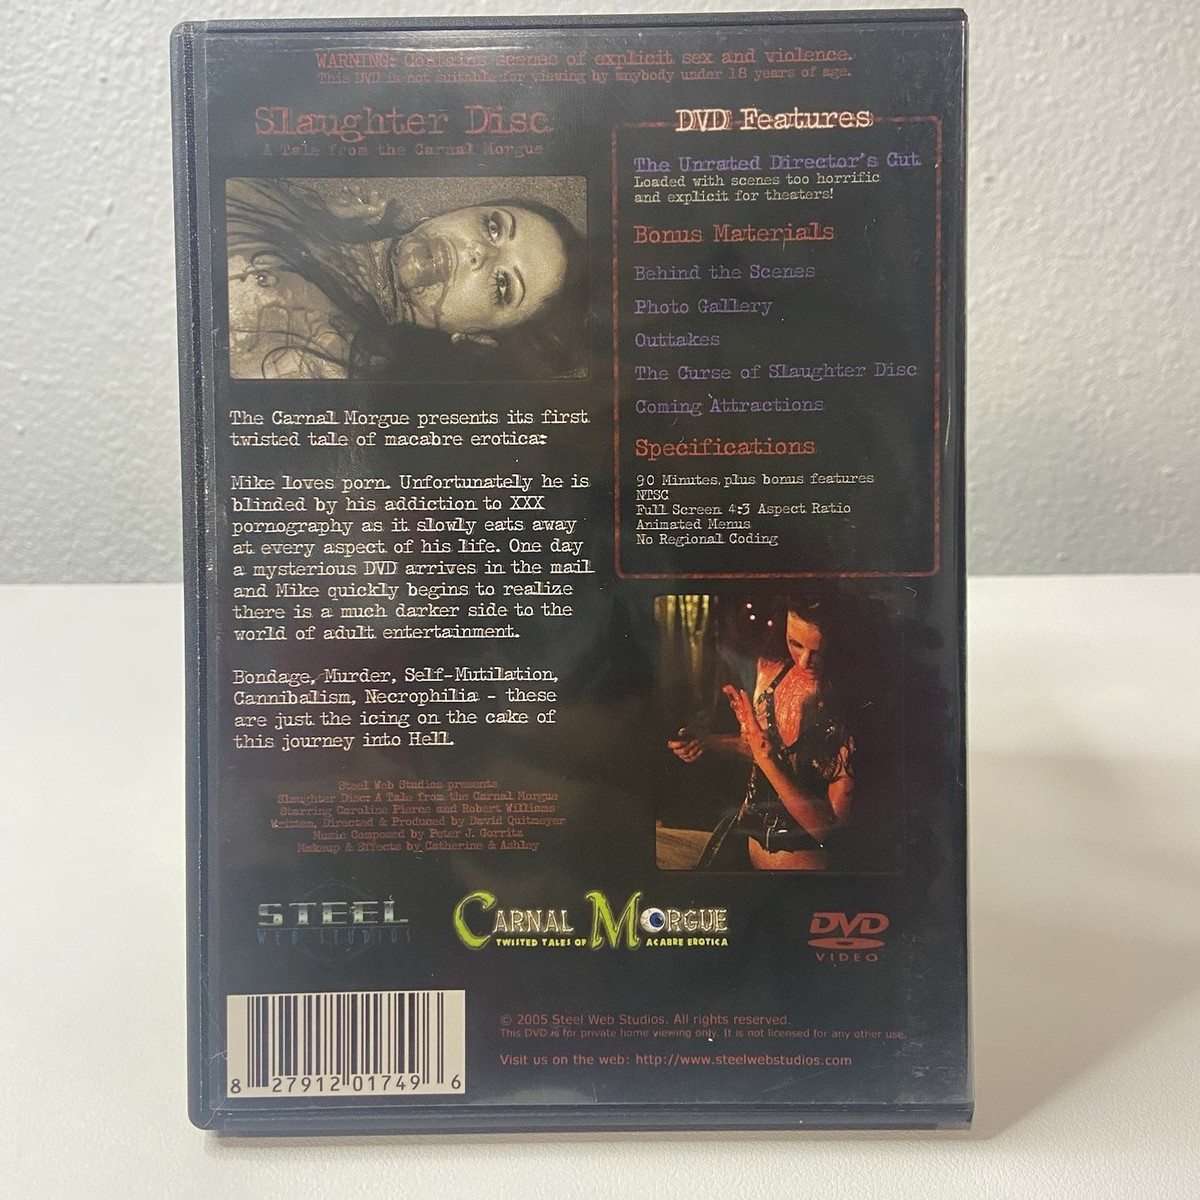 WARNING: Contains scenes of explicit sex and violence.
This DVD is not suitable for viewing by anybody under 18 years of age.
Slaughter Disc
A Tale from the Carnal Morgue
The Carnal Morgue presents its first
twisted tale of macabre erotica:
Mike loves porn. Unfortunately he is
blinded by his addiction to XXX
pornography as it slowly eats away
at every aspect of his life. One day
a mysterious DVD arrives in the mail
and Mike quickly begins to realize
there is a much darker side to the
world of adult entertainment.
Bondage, Murder, Self-Mutilation,
Cannibalism, Necrophilia - these
are just the icing on the cake of
this journey into Hell.
Steel Web Studios presents
Slaughter Disc: A Tale from the Carnal Morgue
Starring Caroline Pierce and Robert Williams
Written, Directed & Produced by David Quitmeyer
Music Composed by Peter J. Gorritz
Makeup & Effects by Catherine & Ashley
DVD Features
The Unrated Director's Cut
Loaded with scenes too horrific
and explicit for theaters!
Bonus Materials
Behind the Scenes
Photo Gallery
Outtakes
The Curse of Slaughter Disc
Coming Attractions
Specifications
90 Minutes, plus bonus features
NTSC
Full Screen 4:3 Aspect Ratio
Animated Menus
No Regional Coding
STEEL
WEB STUDIOS
CARNAL MORGUE
TWISTED TALES OF MACABRE EROTICA
DVD
VIDEO
8 27912 01749 6
© 2005 Steel Web Studios. All rights reserved.
This DVD is for private home viewing only. It is not licensed for any other use.
Visit us on the web: http://www.steelwebstudios.com